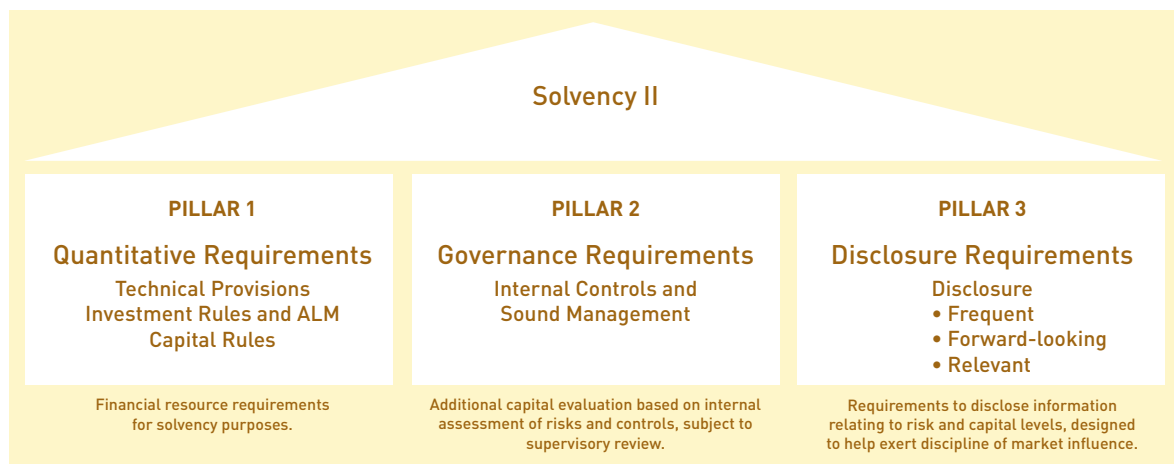 Solvency II
PILLAR 1
Quantitative Requirements
Technical Provisions
Investment Rules and ALM
Capital Rules
Financial resource requirements
for solvency purposes.
PILLAR 2
Governance Requirements
Internal Controls and
Sound Management
Additional capital evaluation based on internal
assessment of risks and controls, subject to
supervisory review.
PILLAR 3
Disclosure Requirements
Disclosure
• Frequent
• Forward-looking
• Relevant
Requirements to disclose information
relating to risk and capital levels, designed
to help exert discipline of market influence.